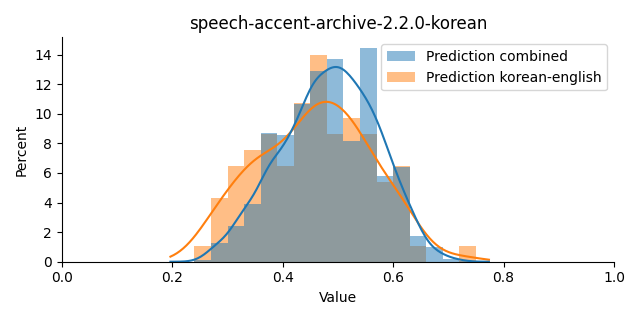 speech-accent-archive-2.2.0-korean
Prediction combined
Prediction korean-english
Percent
14
12
10
8
6
4
2
0
0.0 0.2 0.4 0.6 0.8 1.0
Value